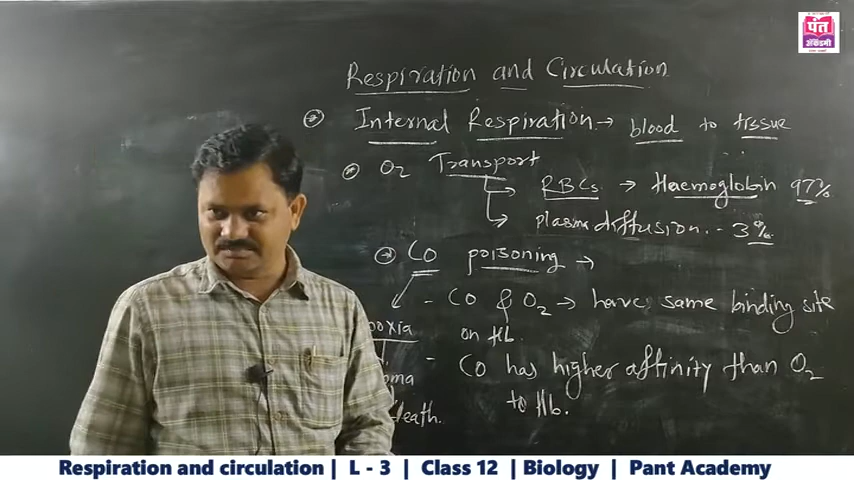 पंत
अॅकॅडमी
Respiration and Circulation
Internal Respiration → blood to tissue
O2 Transport
→ RBCs → Haemoglobin 97%
→ plasma diffusion - 3%
CO poisoning →
- CO & O2 → have same binding site
on Hb.
- CO has higher affinity than O2
to Hb.
oxia
oma
death.
Respiration and circulation | L - 3 | Class 12 | Biology | Pant Academy